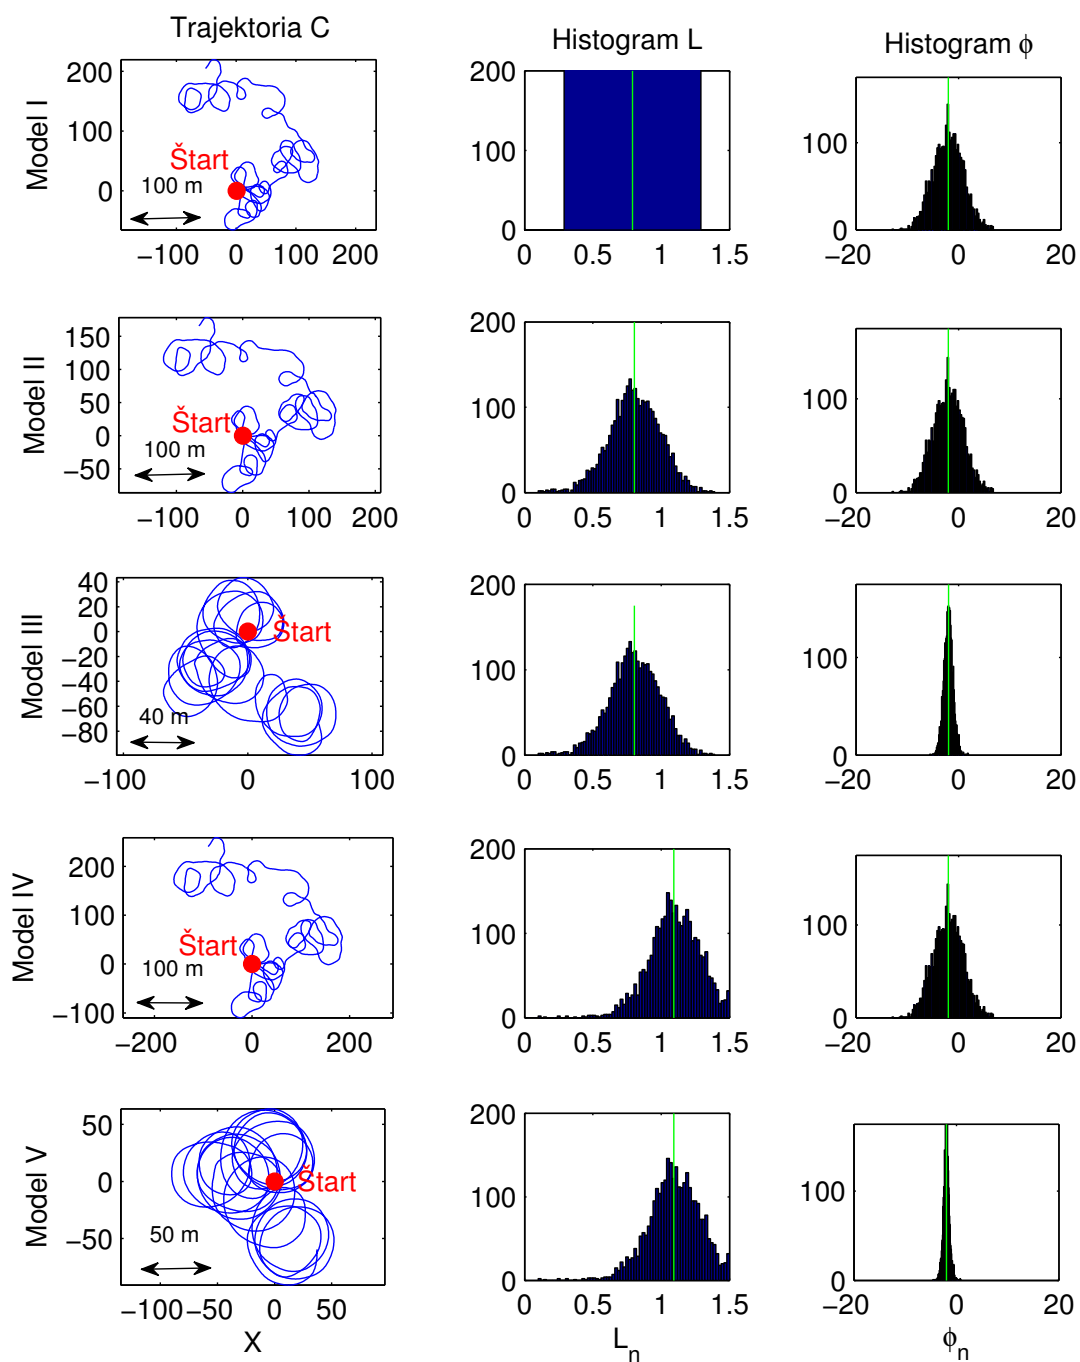 Trajektoria C
Histogram L
Histogram ϕ
Model I
200
100
0
Štart
100 m
−100 0 100 200
200
100
0
0 0.5 1 1.5
100
0
−20 0 20
Model II
150
100
50
0
−50
Štart
100 m
−100 0 100 200
200
100
0
0 0.5 1 1.5
100
0
−20 0 20
Model III
40
20
0
−20
−40
−60
−80
Štart
40 m
−100 0 100
200
100
0
0 0.5 1 1.5
100
0
−20 0 20
Model IV
200
100
0
−100
Štart
100 m
−200 0 200
200
100
0
0 0.5 1 1.5
100
0
−20 0 20
Model V
50
0
−50
Štart
50 m
−100 −50 0 50
X
200
100
0
0 0.5 1 1.5
L_n
100
0
−20 0 20
ϕ_n